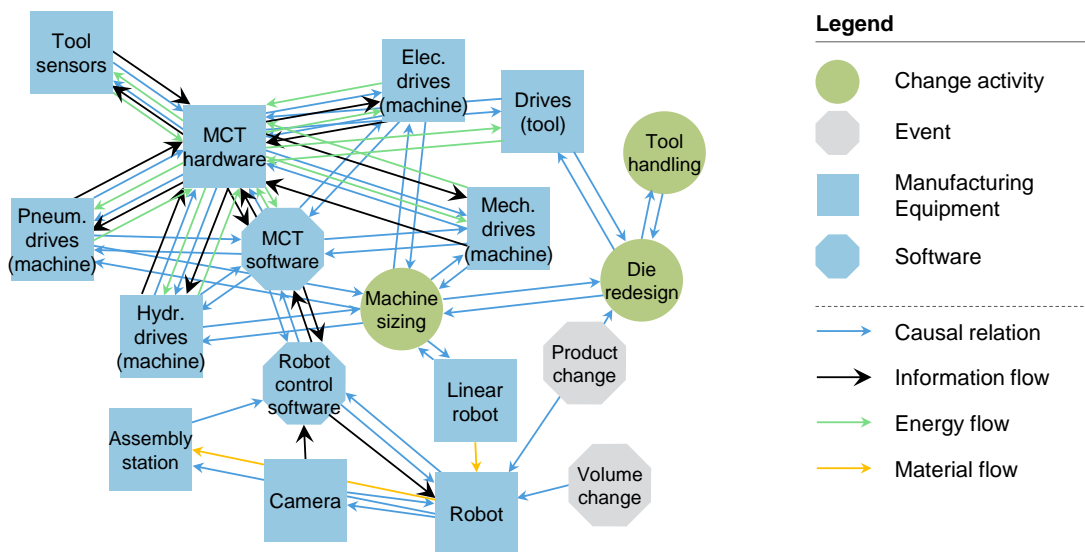 Tool
sensors
Elec.
drives
(machine)
Drives
(tool)
MCT
hardware
Tool
handling
Pneum.
drives
(machine)
MCT
software
Mech.
drives
(machine)
Die
redesign
Machine
sizing
Hydr.
drives
(machine)
Product
change
Robot
control
software
Linear
robot
Assembly
station
Camera
Robot
Volume
change
Legend
Change activity
Event
Manufacturing
Equipment
Software
Causal relation
Information flow
Energy flow
Material flow